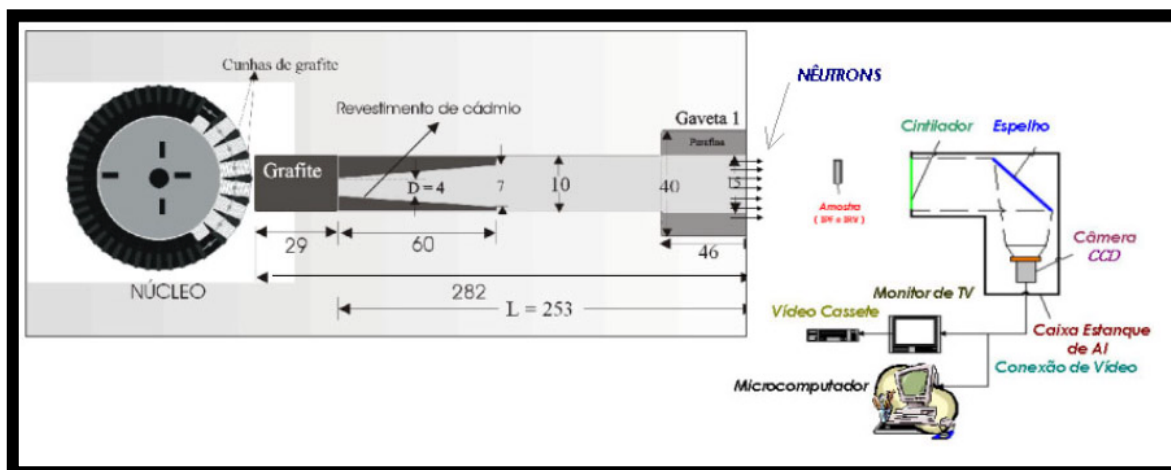 Cunhas de grafite
Revestimento de cádmio
Grafite
D = 4
7
10
Gaveta 1
Parafina
40
15
29
60
46
NÚCLEO
282
L = 253
NÊUTRONS
Amostra
( IPF e IRV )
Cintilador
Espelho
Câmera
CCD
Monitor de TV
Vídeo Cassete
Caixa Estanque
de Al
Conexão de Vídeo
Microcomputador